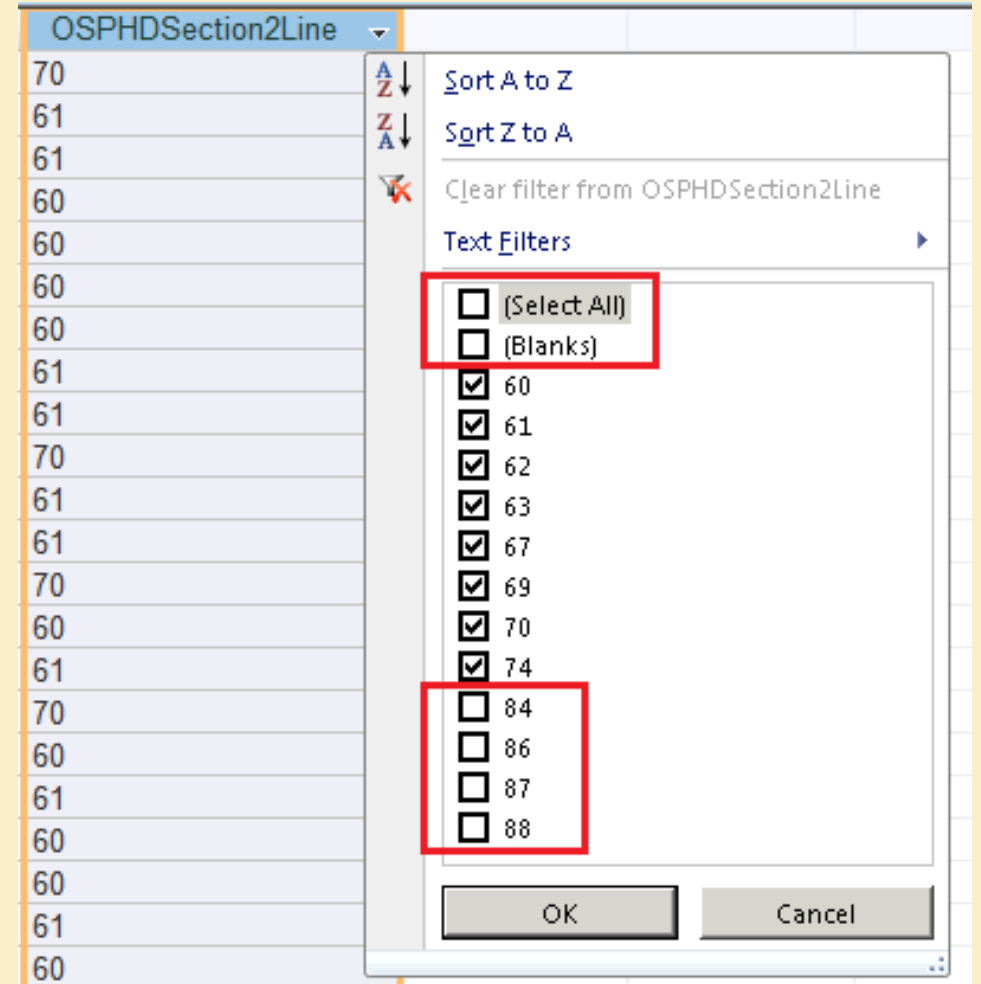 OSPHDSection2Line
70
61
61
60
60
60
60
61
61
70
61
61
70
60
61
70
60
61
60
60
61
60
A
Z
Sort A to Z
Z
A
Sort Z to A
Clear filter from OSPHDSection2Line
Text Filters
(Select All)
(Blanks)
60
61
62
63
67
69
70
74
84
86
87
88
OK
Cancel